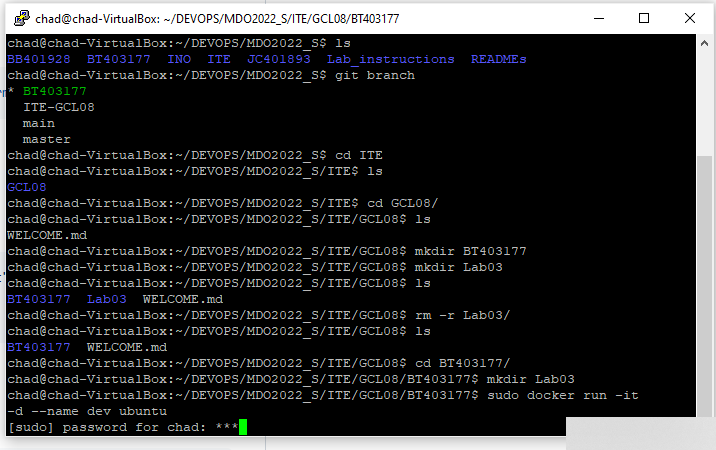 chad@chad-VirtualBox: ~/DEVOPS/MDO2022_S/ITE/GCL08/BT403177
chad@chad-VirtualBox:~/DEVOPS/MDO2022_S$ ls
BB401928  BT403177  INO  ITE  JC401893  Lab_instructions  READMEs
chad@chad-VirtualBox:~/DEVOPS/MDO2022_S$ git branch
* BT403177
  ITE-GCL08
  main
  master
chad@chad-VirtualBox:~/DEVOPS/MDO2022_S$ cd ITE
chad@chad-VirtualBox:~/DEVOPS/MDO2022_S/ITE$ ls
GCL08
chad@chad-VirtualBox:~/DEVOPS/MDO2022_S/ITE$ cd GCL08/
chad@chad-VirtualBox:~/DEVOPS/MDO2022_S/ITE/GCL08$ ls
WELCOME.md
chad@chad-VirtualBox:~/DEVOPS/MDO2022_S/ITE/GCL08$ mkdir BT403177
chad@chad-VirtualBox:~/DEVOPS/MDO2022_S/ITE/GCL08$ mkdir Lab03
chad@chad-VirtualBox:~/DEVOPS/MDO2022_S/ITE/GCL08$ ls
BT403177  Lab03  WELCOME.md
chad@chad-VirtualBox:~/DEVOPS/MDO2022_S/ITE/GCL08$ rm -r Lab03/
chad@chad-VirtualBox:~/DEVOPS/MDO2022_S/ITE/GCL08$ ls
BT403177  WELCOME.md
chad@chad-VirtualBox:~/DEVOPS/MDO2022_S/ITE/GCL08$ cd BT403177/
chad@chad-VirtualBox:~/DEVOPS/MDO2022_S/ITE/GCL08/BT403177$ mkdir Lab03
chad@chad-VirtualBox:~/DEVOPS/MDO2022_S/ITE/GCL08/BT403177$ sudo docker run -it
-d --name dev ubuntu
[sudo] password for chad: ***